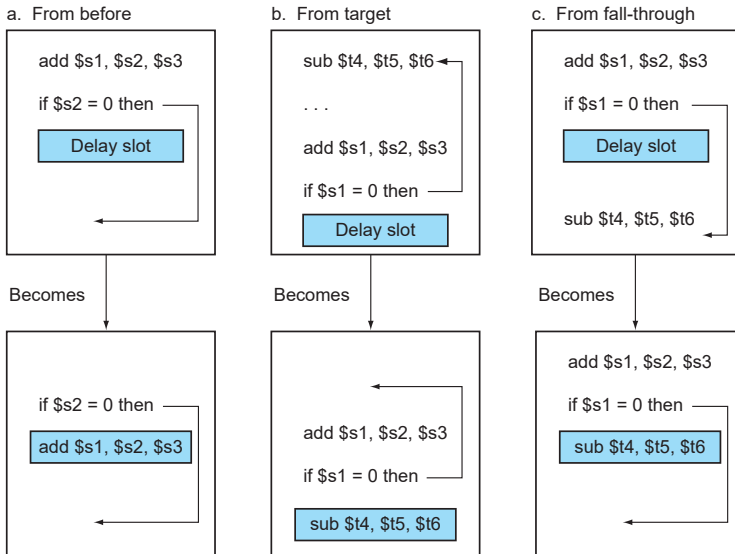 a. From before
add $s1, $s2, $s3
if $s2 = 0 then
Delay slot
Becomes
if $s2 = 0 then
add $s1, $s2, $s3
b. From target
sub $t4, $t5, $t6
. . .
add $s1, $s2, $s3
if $s1 = 0 then
Delay slot
Becomes
add $s1, $s2, $s3
if $s1 = 0 then
sub $t4, $t5, $t6
c. From fall-through
add $s1, $s2, $s3
if $s1 = 0 then
Delay slot
sub $t4, $t5, $t6
Becomes
add $s1, $s2, $s3
if $s1 = 0 then
sub $t4, $t5, $t6